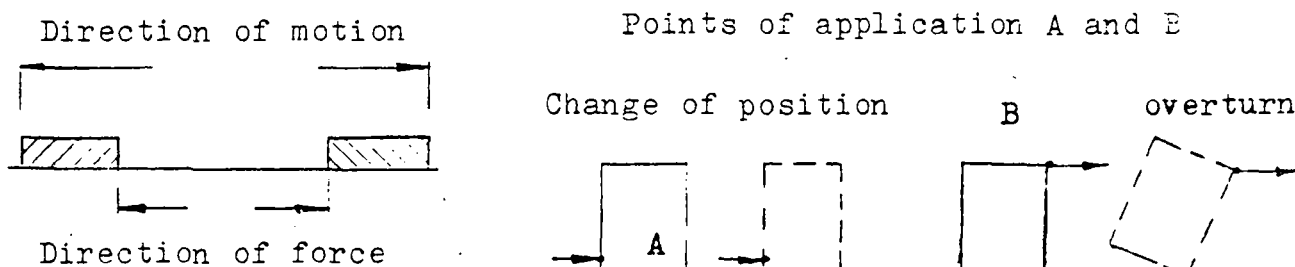 Direction of motion
Direction of force
Points of application A and B
Change of position
B
overturn
A